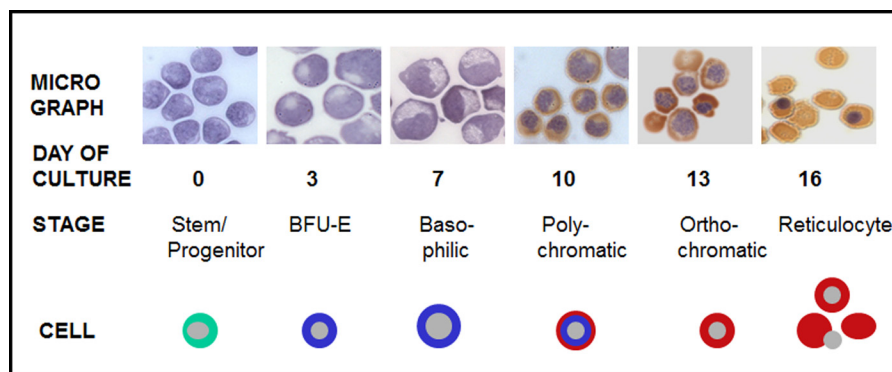 MICRO
GRAPH
DAY OF
CULTURE 0 3 7 10 13 16
STAGE Stem/ BFU-E Baso- Poly- Ortho- Reticulocyte
Progenitor philic chromatic chromatic
CELL